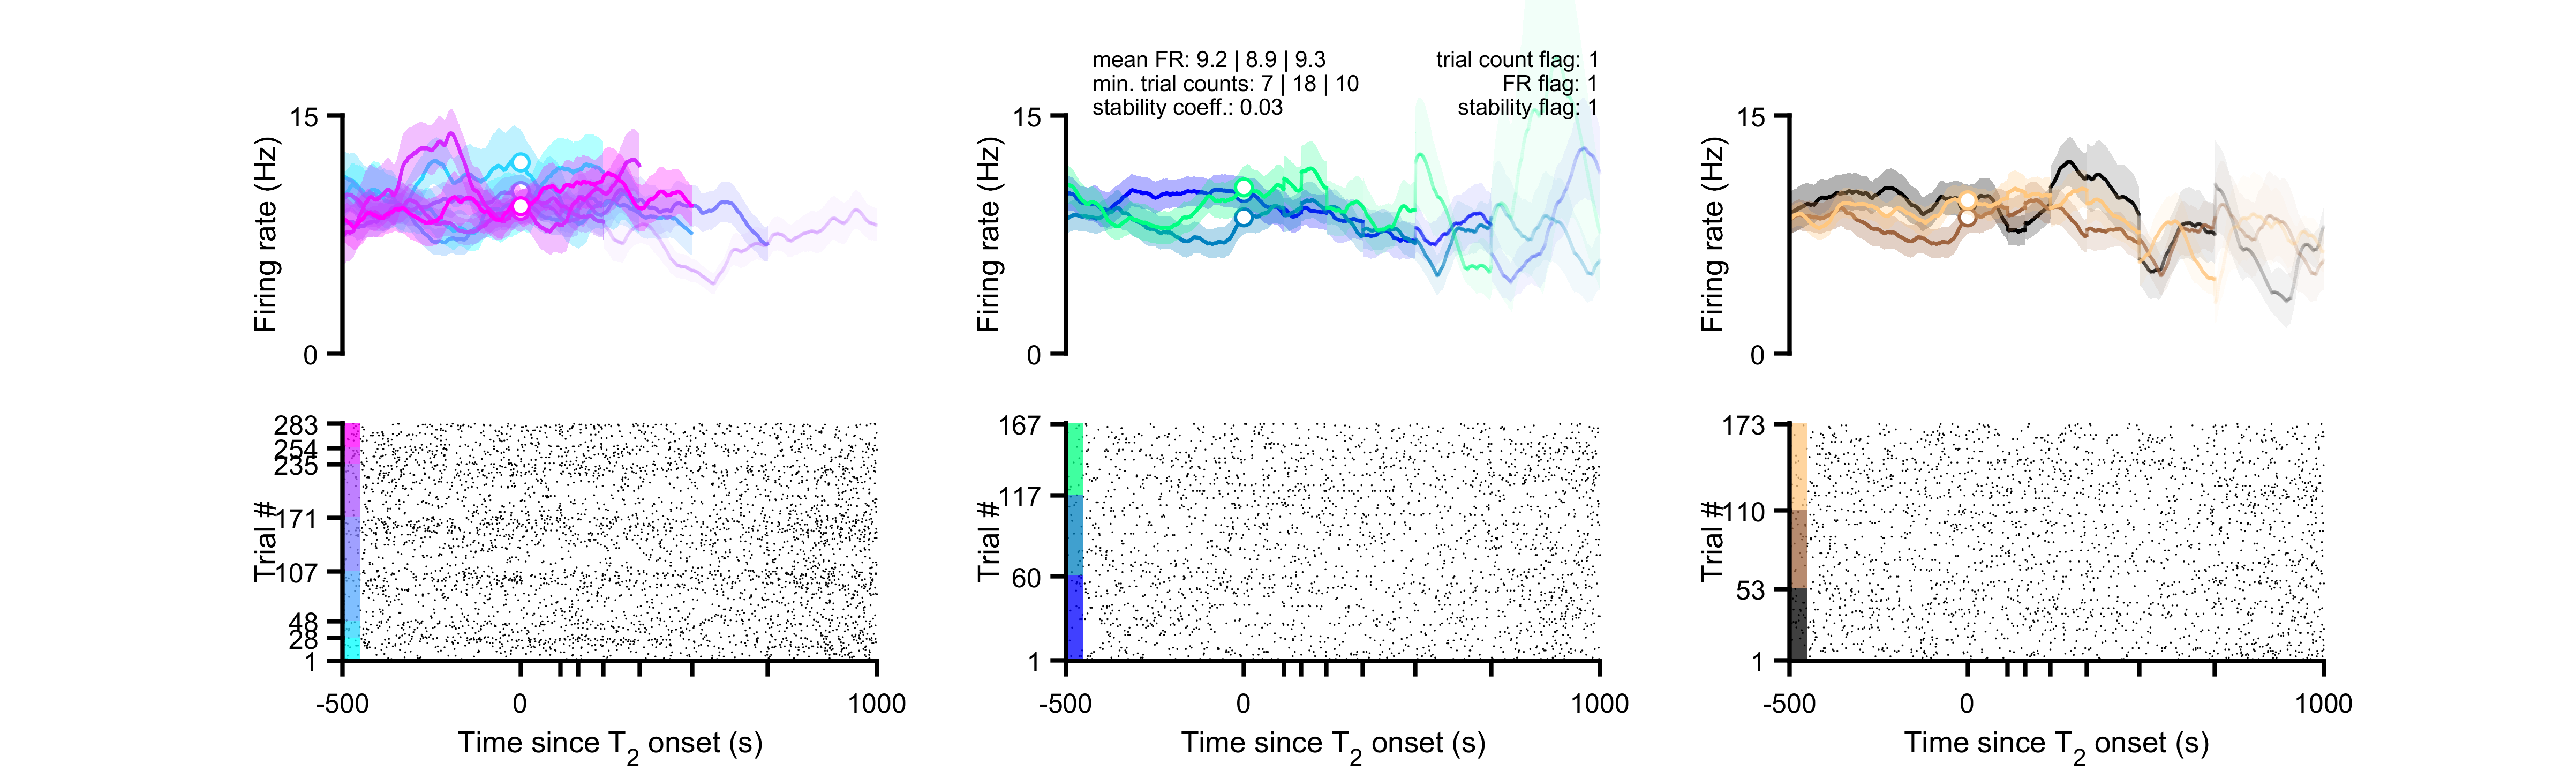 mean FR: 9.2 | 8.9 | 9.3
trial count flag: 1
min. trial counts: 7 | 18 | 10
FR flag: 1
stability coeff.: 0.03
stability flag: 1
15
0
Firing rate (Hz)
15
0
Firing rate (Hz)
15
0
Firing rate (Hz)
283
254
235
171
107
48
28
1
Trial #
-500
0
1000
Time since T2 onset (s)
167
117
60
1
Trial #
-500
0
1000
Time since T2 onset (s)
173
110
53
1
Trial #
-500
0
1000
Time since T2 onset (s)